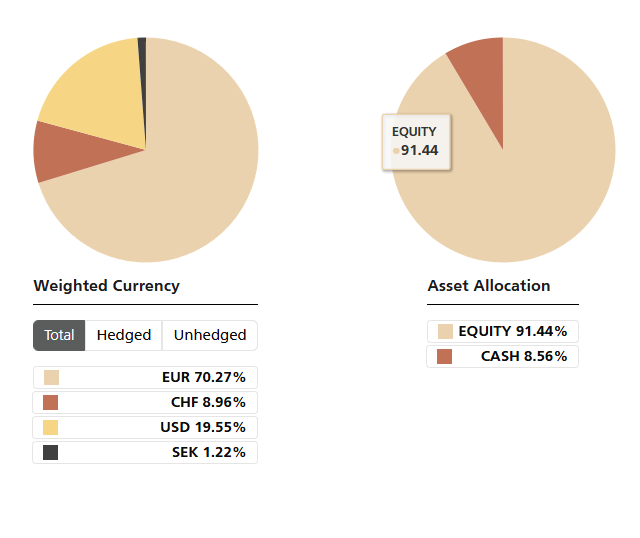 EQUITY
91.44
Weighted Currency
Total Hedged Unhedged
EUR 70.27%
CHF 8.96%
USD 19.55%
SEK 1.22%
Asset Allocation
EQUITY 91.44%
CASH 8.56%